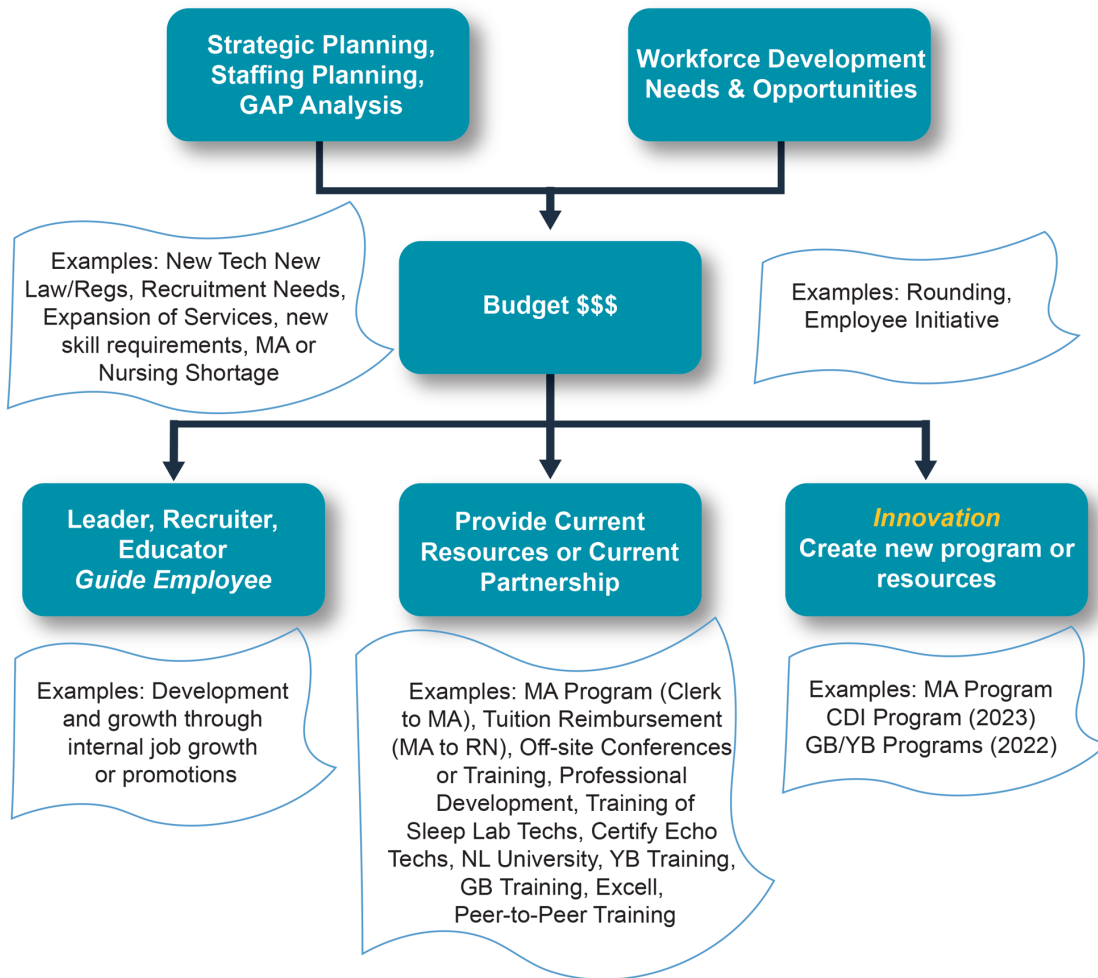 Strategic Planning,
Staffing Planning,
GAP Analysis
Workforce Development
Needs & Opportunities
Examples: New Tech New
Law/Regs, Recruitment Needs,
Expansion of Services, new
skill requirements, MA or
Nursing Shortage
Budget $$$
Examples: Rounding,
Employee Initiative
Leader, Recruiter,
Educator
Guide Employee
Provide Current
Resources or Current
Partnership
Innovation
Create new program or
resources
Examples: Development
and growth through
internal job growth
or promotions
Examples: MA Program (Clerk
to MA), Tuition Reimbursement
(MA to RN), Off-site Conferences
or Training, Professional
Development, Training of
Sleep Lab Techs, Certify Echo
Techs, NL University, YB Training,
GB Training, Excell,
Peer-to-Peer Training
Examples: MA Program
CDI Program (2023)
GB/YB Programs (2022)